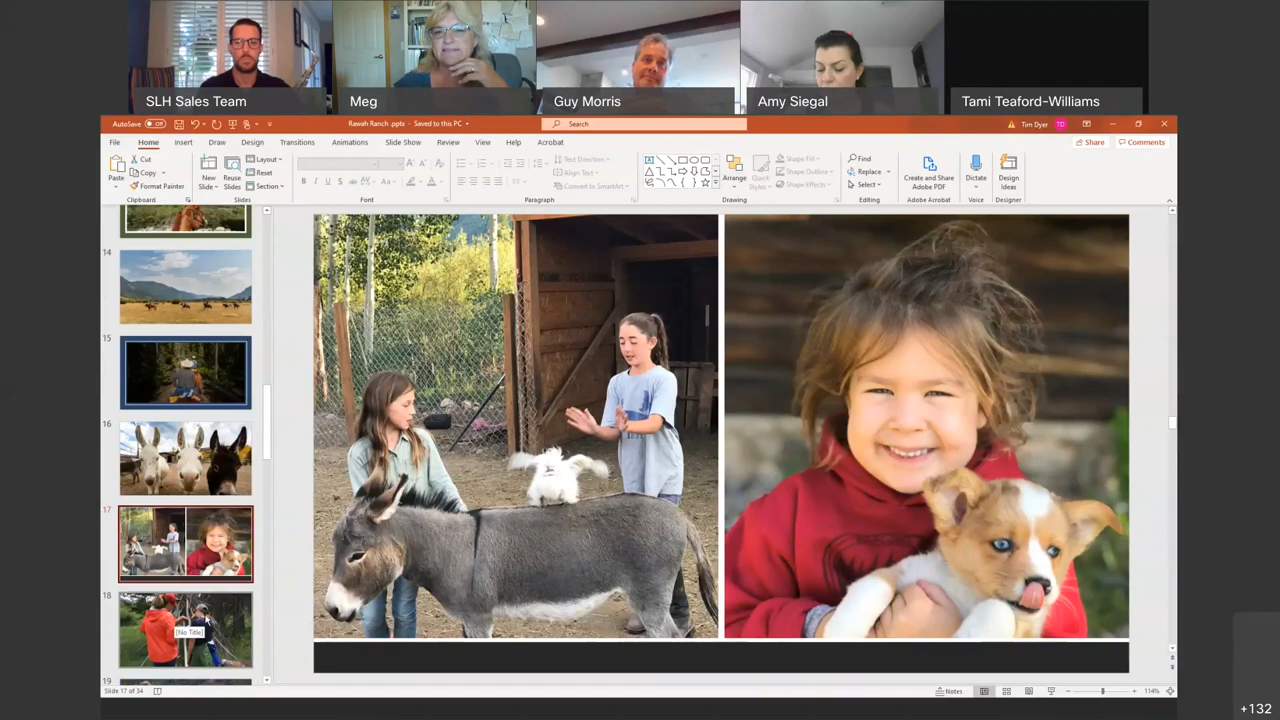 SLH Sales Team
Meg
Guy Morris
Amy Siegal
Tami Teaford-Williams
AutoSave Off
Rawah Ranch .pptx - Saved to this PC
Search
Tim Dyer TD
File Home Insert Draw Design Transitions Animations Slide Show Review View Help Acrobat
Share Comments
Paste
Cut
Copy
Format Painter
Clipboard
New Slide
Reuse Slides
Layout
Reset
Section
Slides
B I U S ab AV Aa A
Font
Text Direction
Align Text
Convert to SmartArt
Paragraph
Arrange
Quick Styles
Shape Fill
Shape Outline
Shape Effects
Drawing
Find
Replace
Select
Editing
Create and Share Adobe PDF
Adobe Acrobat
Dictate
Voice
Design Ideas
Designer
14
15
16
17
18
[No Title]
19
Slide 17 of 34
Notes
114%
+132